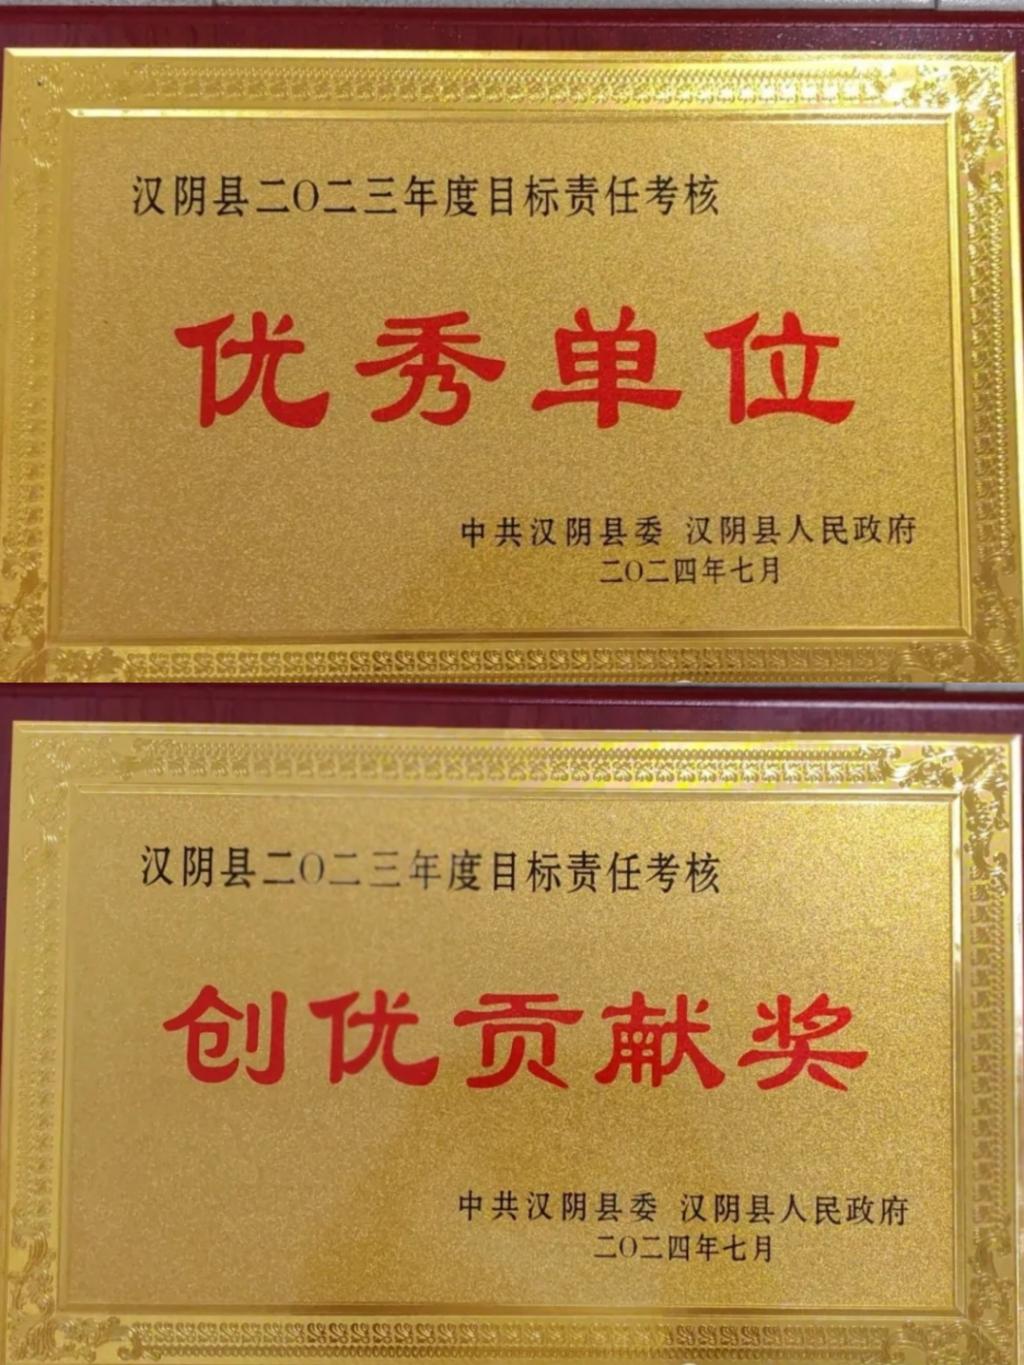 汉阴县二〇二三年度目标责任考核
优秀单位
中共汉阴县委 汉阴县人民政府
二〇二四年七月
汉阴县二〇二三年度目标责任考核
创优贡献奖
中共汉阴县委 汉阴县人民政府
二〇二四年七月